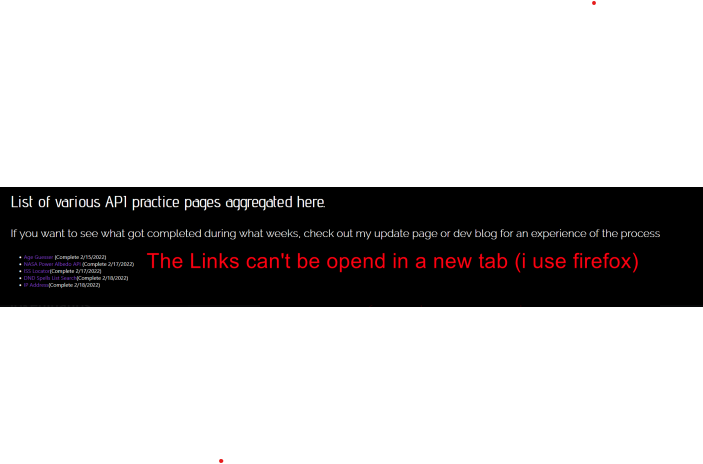 List of various API practice pages aggregated here.
If you want to see what got completed during what weeks, check out my update page or dev blog for an experience of the process
Age Guesser (Complete 2/15/2022)
NASA Power Albedo API (Complete 2/17/2022)
ISS Locator(Complete 2/17/2022)
DND Spells List Search(Complete 2/18/2022)
IP Address(Complete 2/18/2022)
The Links can't be opend in a new tab (i use firefox)